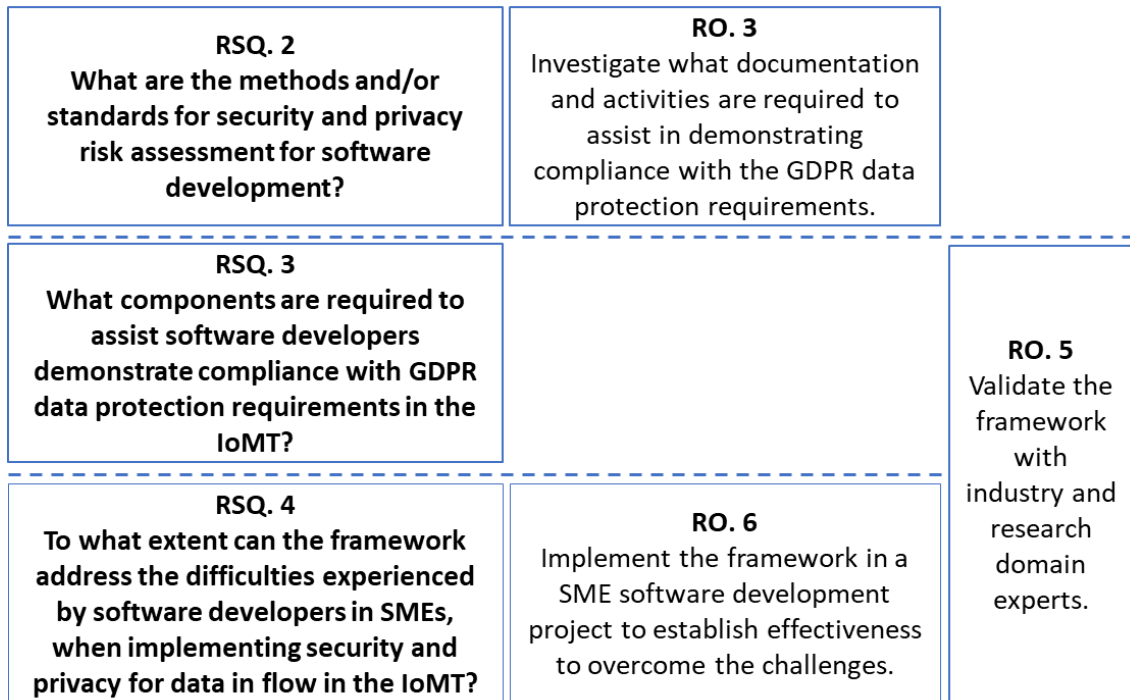 RSQ. 2
What are the methods and/or
standards for security and privacy
risk assessment for software
development?
RO. 3
Investigate what documentation
and activities are required to
assist in demonstrating
compliance with the GDPR data
protection requirements.
RSQ. 3
What components are required to
assist software developers
demonstrate compliance with GDPR
data protection requirements in the
IoMT?
RO. 5
Validate the
framework
with
industry and
research
domain
experts.
RSQ. 4
To what extent can the framework
address the difficulties experienced
by software developers in SMEs,
when implementing security and
privacy for data in flow in the IoMT?
RO. 6
Implement the framework in a
SME software development
project to establish effectiveness
to overcome the challenges.